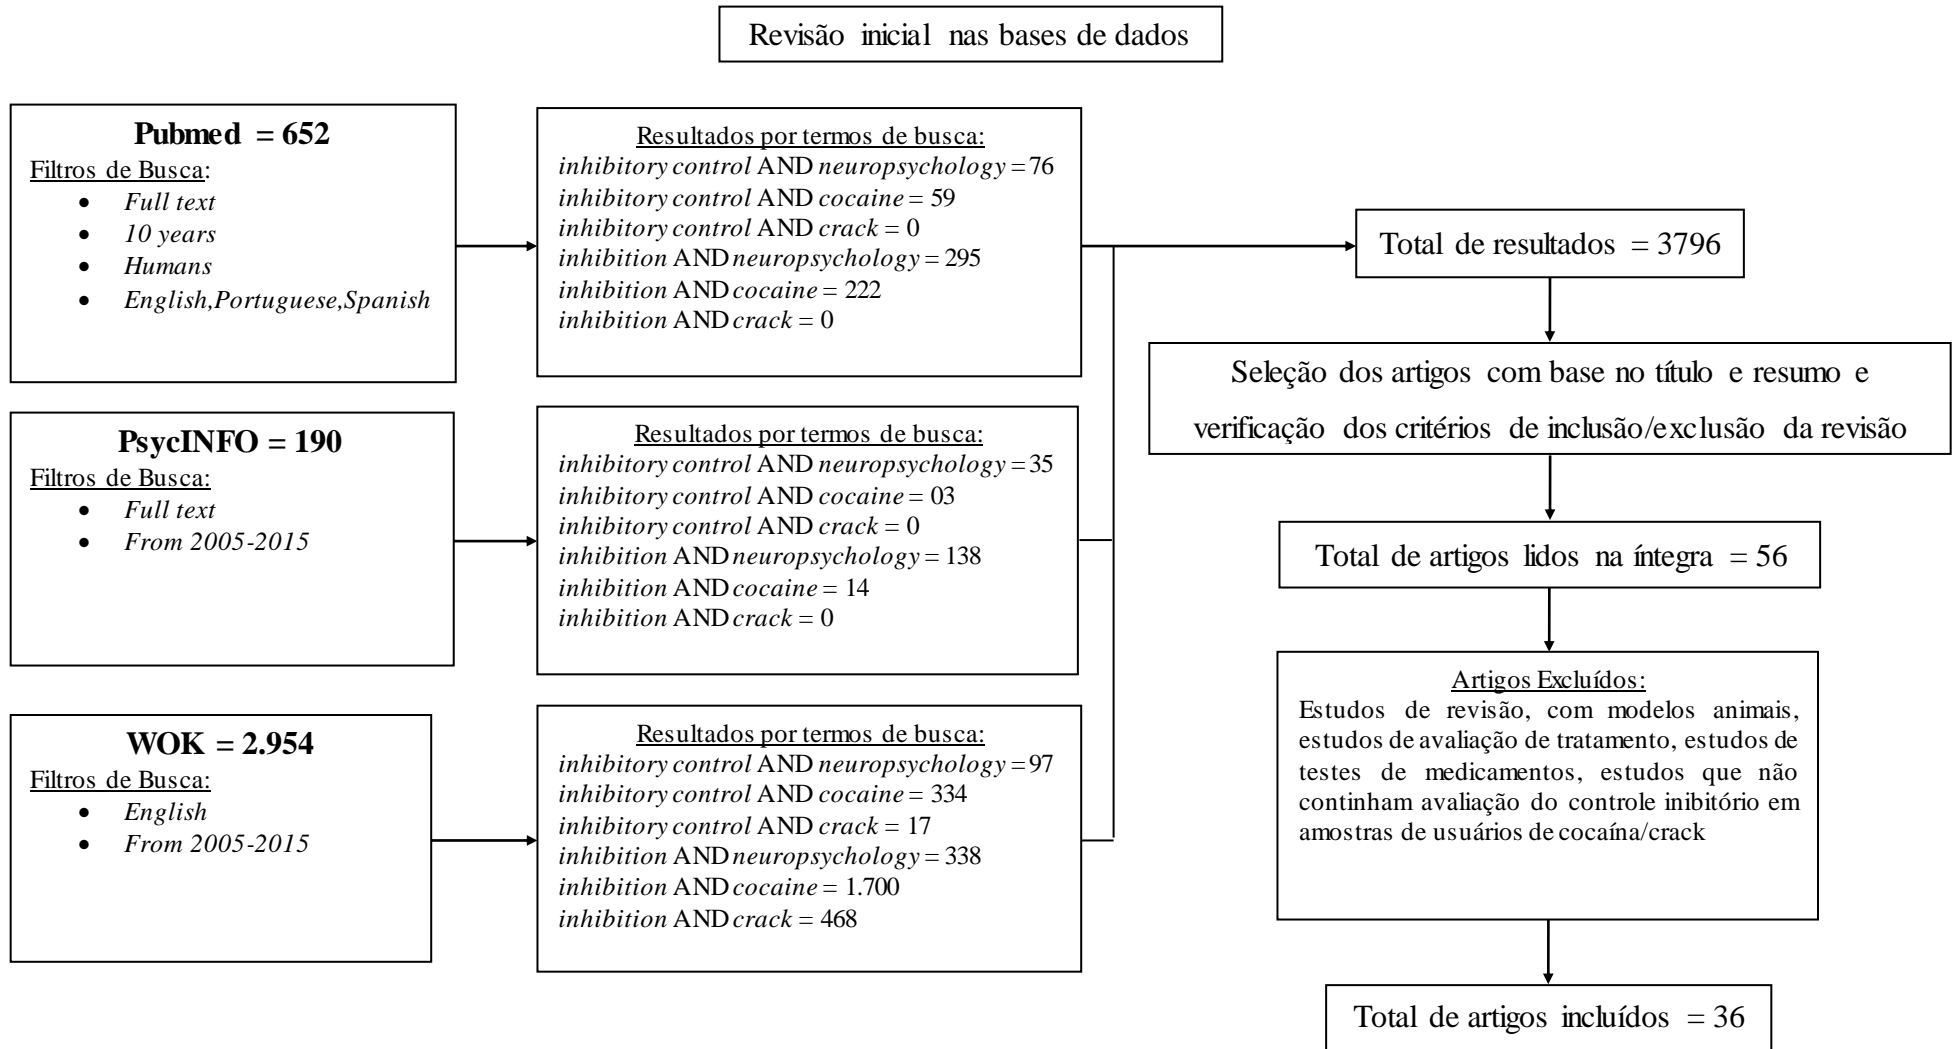 Revisão inicial nas bases de dados
Pubmed = 652
Filtros de Busca:
• Full text
• 10 years
• Humans
• English,Portuguese,Spanish
Resultados por termos de busca:
inhibitory control AND neuropsychology = 76
inhibitory control AND cocaine = 59
inhibitory control AND crack = 0
inhibition AND neuropsychology = 295
inhibition AND cocaine = 222
inhibition AND crack = 0
PsycINFO = 190
Filtros de Busca:
• Full text
• From 2005-2015
Resultados por termos de busca:
inhibitory control AND neuropsychology = 35
inhibitory control AND cocaine = 03
inhibitory control AND crack = 0
inhibition AND neuropsychology = 138
inhibition AND cocaine = 14
inhibition AND crack = 0
WOK = 2.954
Filtros de Busca:
• English
• From 2005-2015
Resultados por termos de busca:
inhibitory control AND neuropsychology = 97
inhibitory control AND cocaine = 334
inhibitory control AND crack = 17
inhibition AND neuropsychology = 338
inhibition AND cocaine = 1.700
inhibition AND crack = 468
Total de resultados = 3796
Seleção dos artigos com base no título e resumo e
verificação dos critérios de inclusão/exclusão da revisão
Total de artigos lidos na íntegra = 56
Artigos Excluídos:
Estudos de revisão, com modelos animais,
estudos de avaliação de tratamento, estudos de
testes de medicamentos, estudos que não
continham avaliação do controle inibitório em
amostras de usuários de cocaína/crack
Total de artigos incluídos = 36